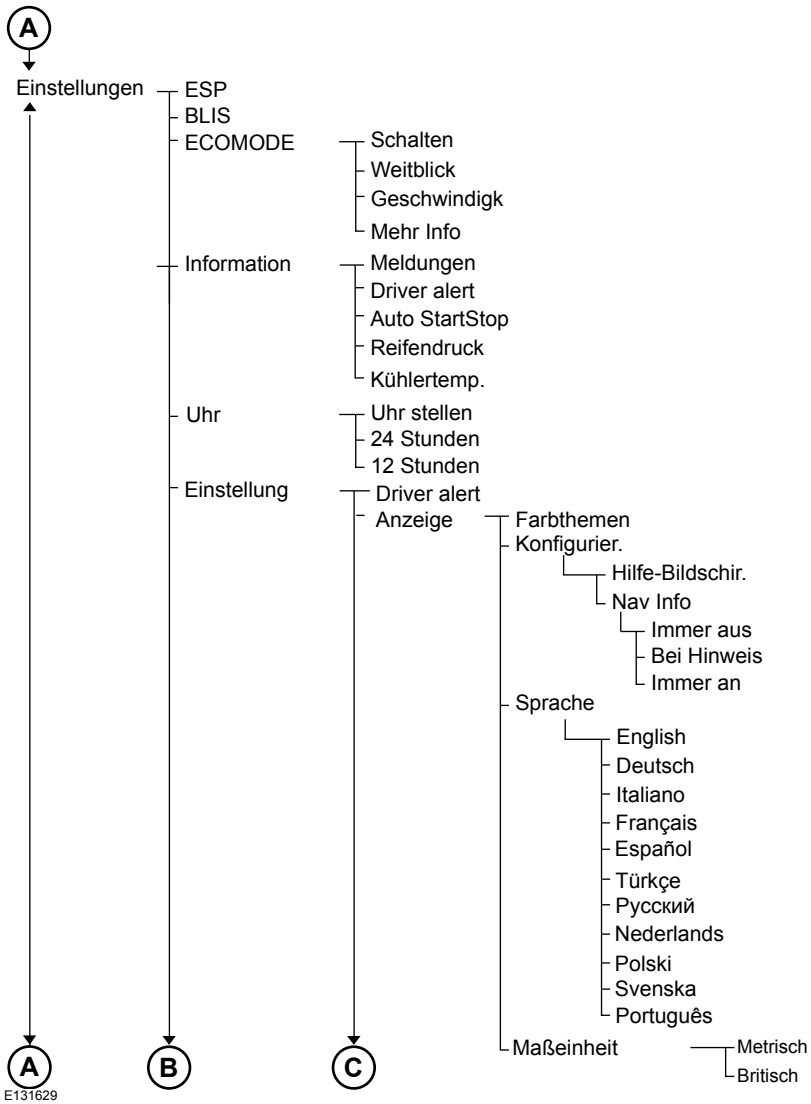 A
Einstellungen
ESP
BLIS
ECOMODE
Schalten
Weitblick
Geschwindigk
Mehr Info
Information
Meldungen
Driver alert
Auto StartStop
Reifendruck
Kühlertemp.
Uhr
Uhr stellen
24 Stunden
12 Stunden
Einstellung
Driver alert
Anzeige
Farbthemen
Konfigurier.
Hilfe-Bildschir.
Nav Info
Immer aus
Bei Hinweis
Immer an
Sprache
English
Deutsch
Italiano
Français
Español
Türkçe
Русский
Nederlands
Polski
Svenska
Português
Maßeinheit
Metrisch
Britisch
A
B
C
E131629